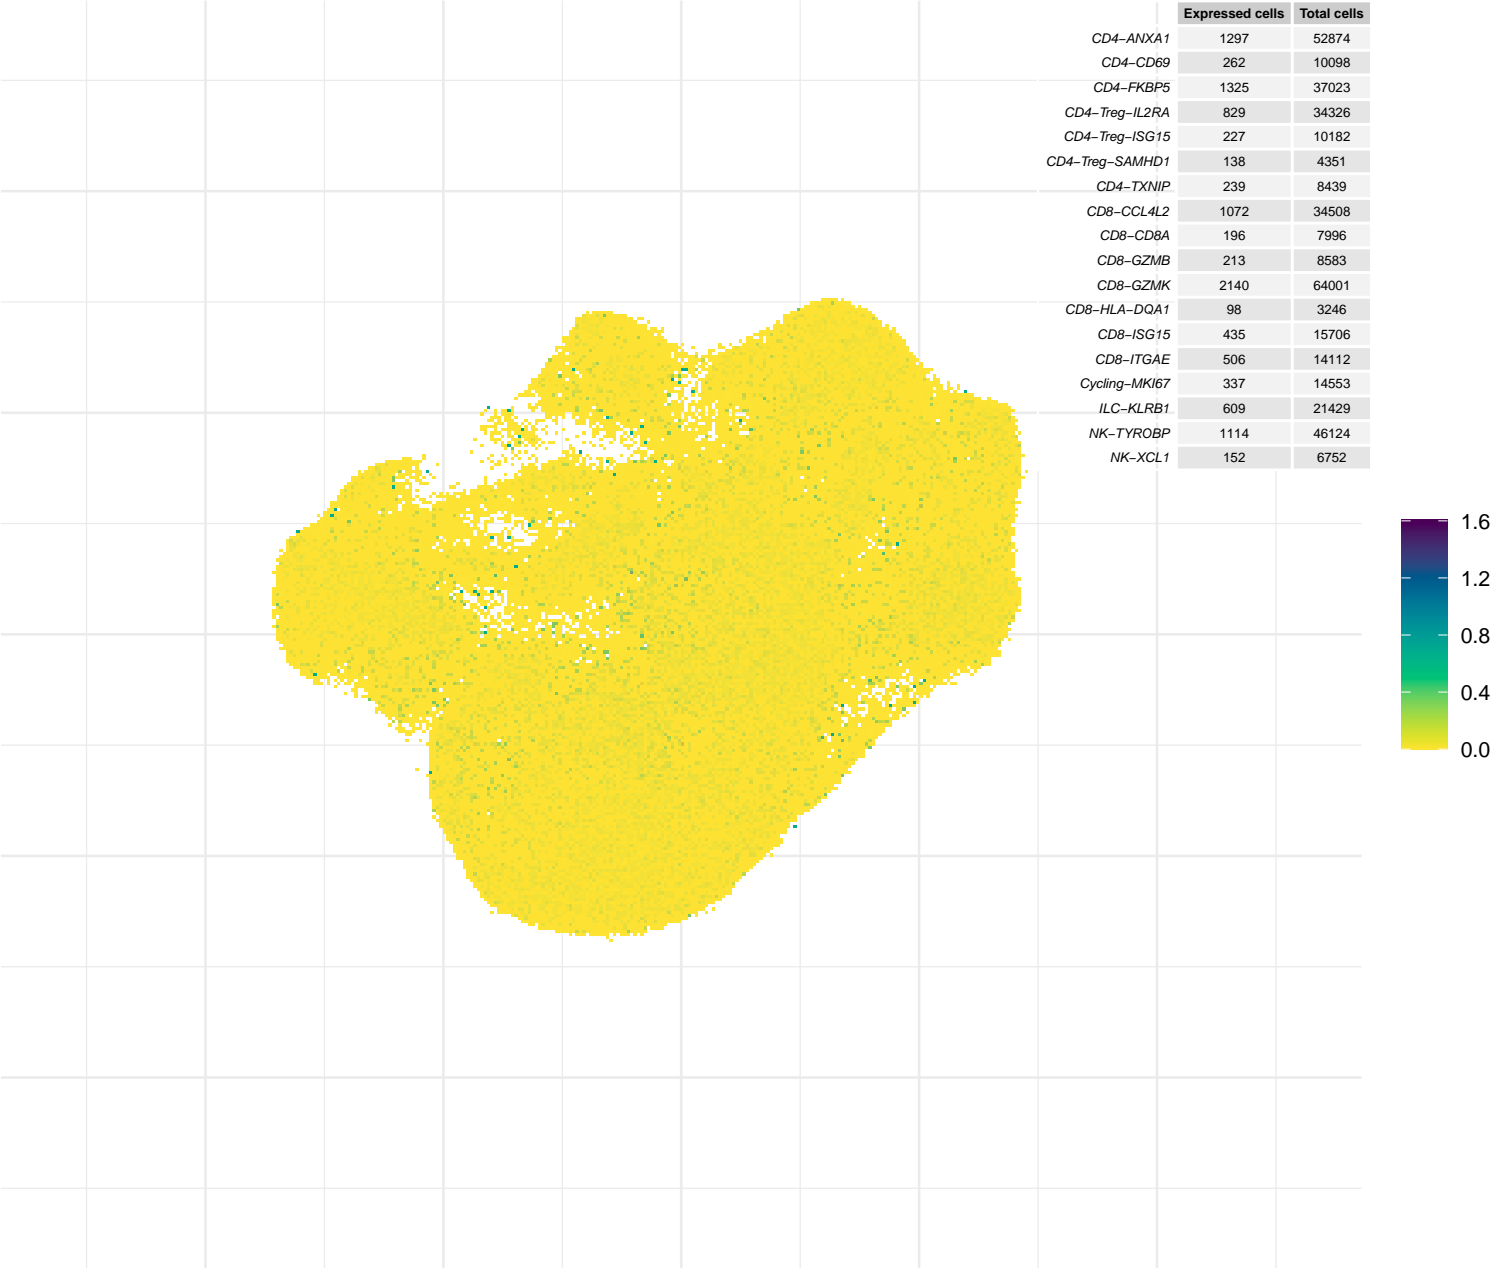 Expressed cells Total cells
CD4−ANXA1 1297 52874
CD4−CD69 262 10098
CD4−FKBP5 1325 37023
CD4−Treg−IL2RA 829 34326
CD4−Treg−ISG15 227 10182
CD4−Treg−SAMHD1 138 4351
CD4−TXNIP 239 8439
CD8−CCL4L2 1072 34508
CD8−CD8A 196 7996
CD8−GZMB 213 8583
CD8−GZMK 2140 64001
CD8−HLA−DQA1 98 3246
CD8−ISG15 435 15706
CD8−ITGAE 506 14112
Cycling−MKI67 337 14553
ILC−KLRB1 609 21429
NK−TYROBP 1114 46124
NK−XCL1 152 6752
1.6
1.2
0.8
0.4
0.0